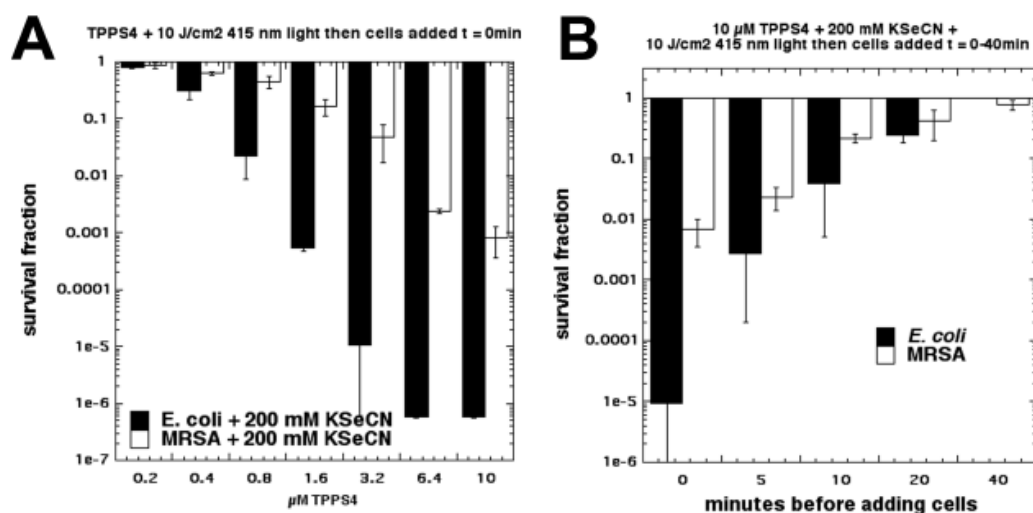 A
TPPS4 + 10 J/cm2 415 nm light then cells added t = 0min
survival fraction
1
0.1
0.01
0.001
0.0001
1e-5
1e-6
1e-7
E. coli + 200 mM KSeCN
MRSA + 200 mM KSeCN
0.2 0.4 0.8 1.6 3.2 6.4 10
µM TPPS4
B
10 µM TPPS4 + 200 mM KSeCN +
10 J/cm2 415 nm light then cells added t = 0-40min
survival fraction
1
0.1
0.01
0.001
0.0001
1e-5
1e-6
E. coli
MRSA
0 5 10 20 40
minutes before adding cells